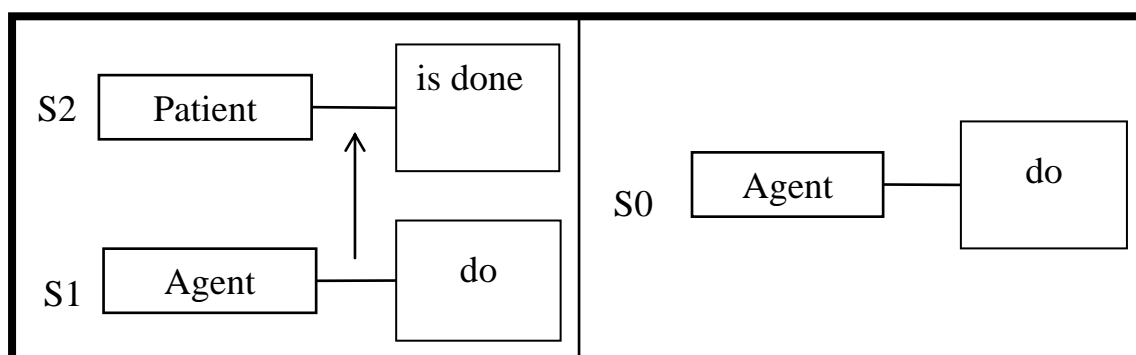 S2
Patient
is done
S1
Agent
do
S0
Agent
do